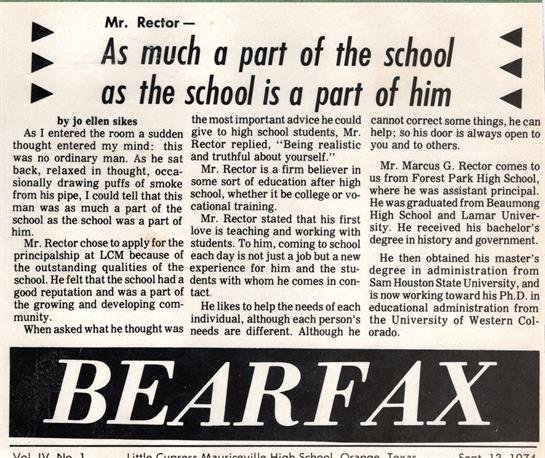 Mr. Rector —
As much a part of the school
as the school is a part of him
by jo ellen sikes
As I entered the room a sudden
thought entered my mind: this
was no ordinary man. As he sat
back, relaxed in thought, occa-
sionally drawing puffs of smoke
from his pipe, I could tell that this
man was as much a part of the
school as the school was a part of
him.
Mr. Rector chose to apply for the
principalship at LCM because of
the outstanding qualities of the
school. He felt that the school had a
good reputation and was a part of
the growing and developing com-
munity.
When asked what he thought was
the most important advice he could
give to high school students, Mr.
Rector replied, "Being realistic
and truthful about yourself."
Mr. Rector is a firm believer in
some sort of education after high
school, whether it be college or vo-
cational training.
Mr. Rector stated that his first
love is teaching and working with
students. To him, coming to school
each day is not just a job but a new
experience for him and the stu-
dents with whom he comes in con-
tact.
He likes to help the needs of each
individual, although each person's
needs are different. Although he
cannot correct some things, he can
help; so his door is always open to
you and to others.
Mr. Marcus G. Rector comes to
us from Forest Park High School,
where he was assistant principal.
He was graduated from Beaumong
High School and Lamar Univer-
sity. He received his bachelor's
degree in history and government.
He then obtained his master's
degree in administration from
Sam Houston State University, and
is now working toward his Ph.D. in
educational administration from
the University of Western Col-
orado.
BEARFAX
Vol. IV, No. 1 Little Cypress Mauriceville High School, Orange, Texas Sept. 13, 1974